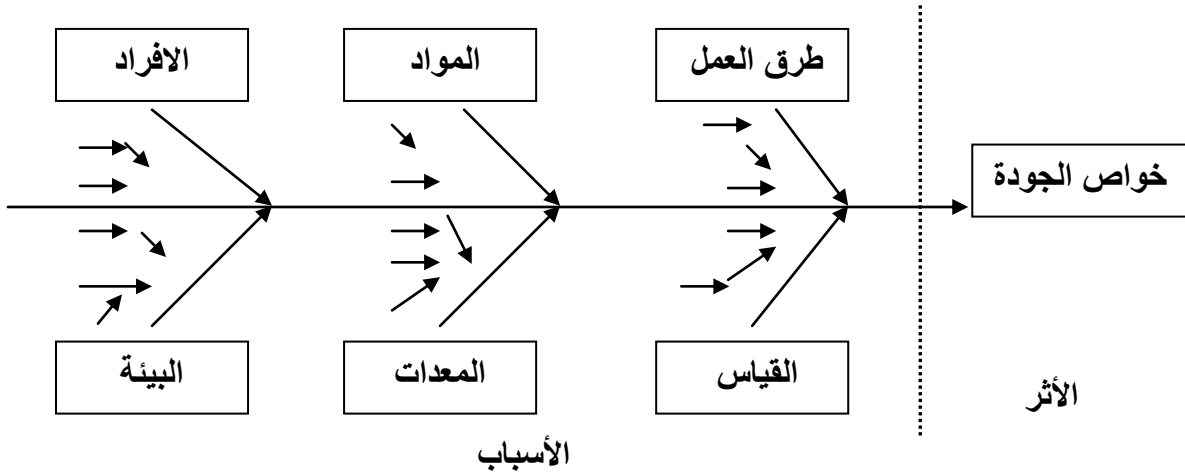 طرق العمل
المواد
الافراد
خواص الجودة
القياس
المعدات
البيئة
الأثر
الأسباب